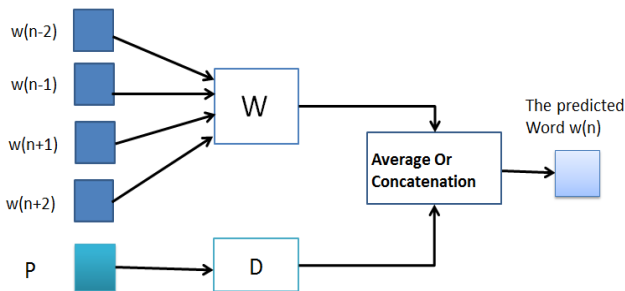 w(n-2)
w(n-1)
w(n+1)
w(n+2)
P
W
D
Average Or
Concatenation
The predicted
Word w(n)